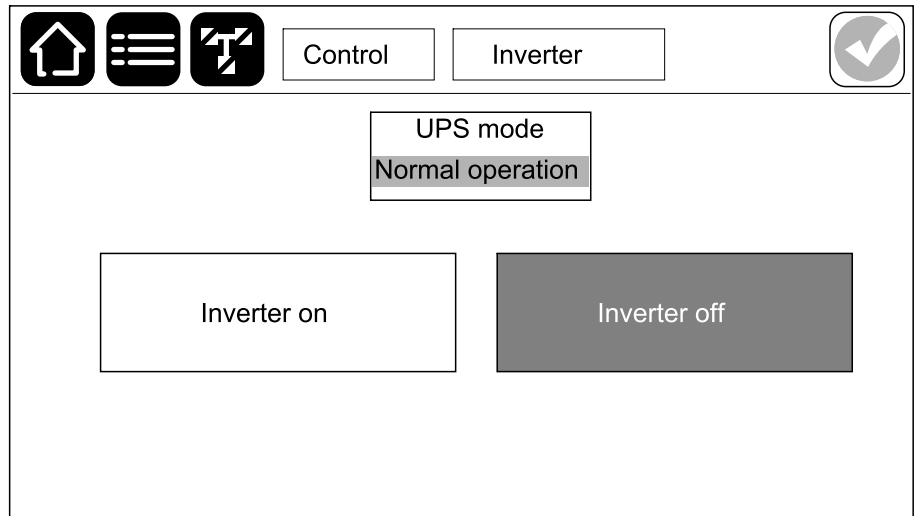 Control
Inverter
UPS mode
Normal operation
Inverter on
Inverter off